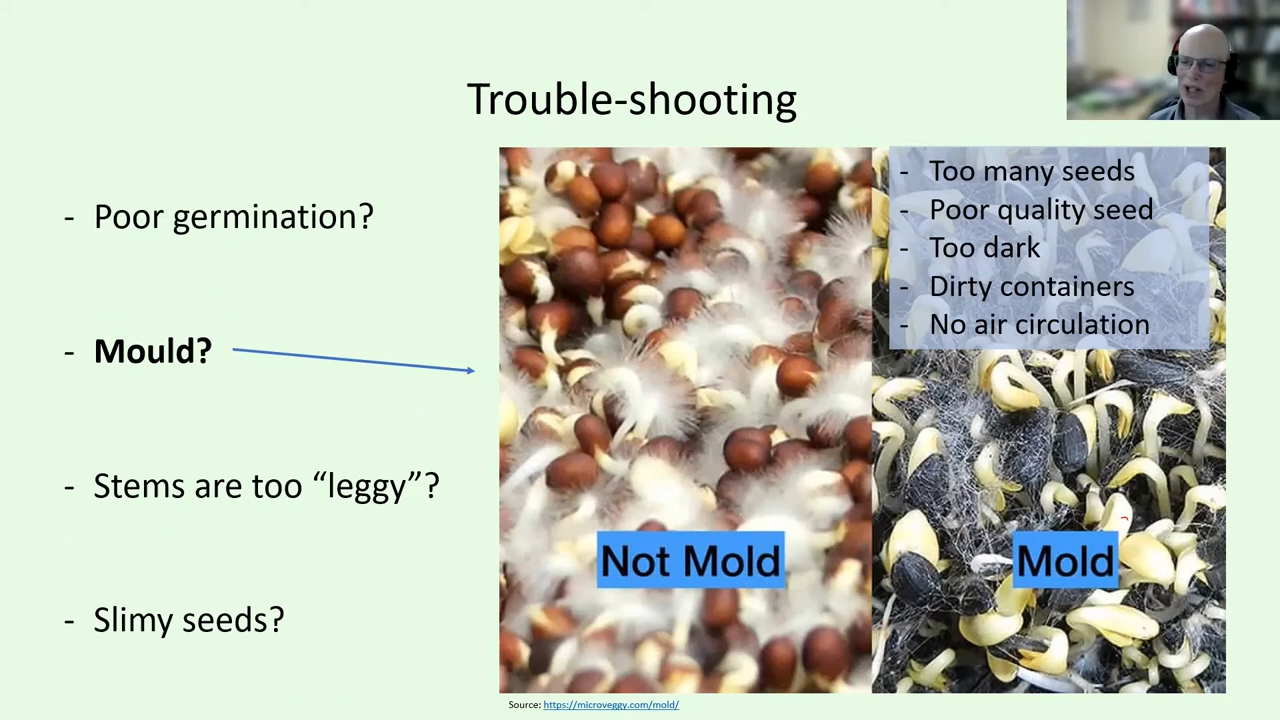 Trouble-shooting
- Poor germination?
- Mould?
- Stems are too “leggy”?
- Slimy seeds?
- Too many seeds
- Poor quality seed
- Too dark
- Dirty containers
- No air circulation
Not Mold
Mold
Source: https://microveggy.com/mold/